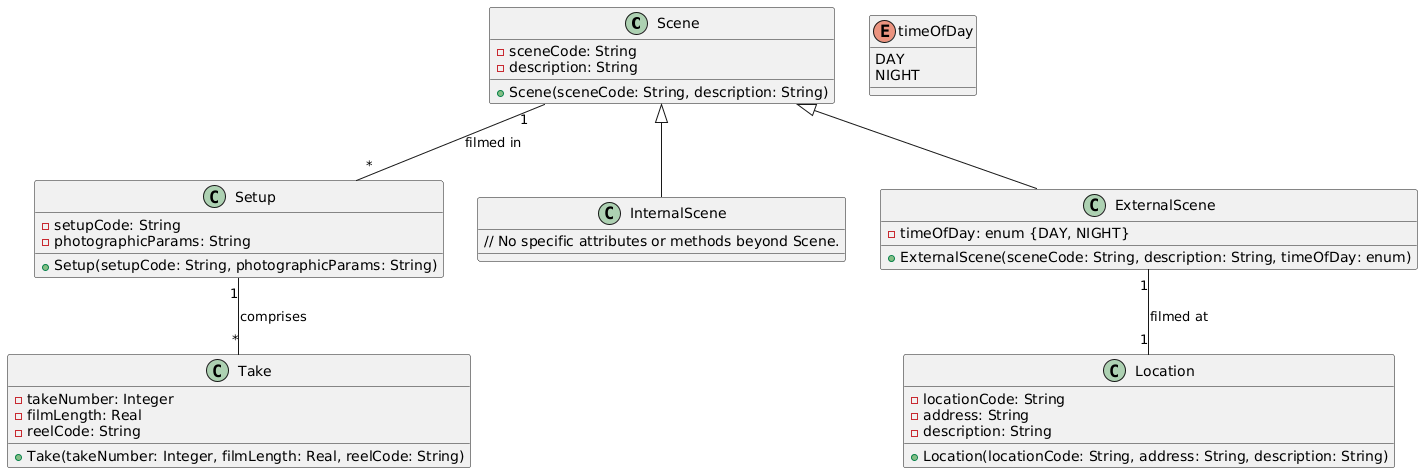 C Scene
sceneCode: String
description: String
Scene(sceneCode: String, description: String)
E timeOfDay
DAY
NIGHT
1
filmed in
*
C Setup
setupCode: String
photographicParams: String
Setup(setupCode: String, photographicParams: String)
C InternalScene
// No specific attributes or methods beyond Scene.
C ExternalScene
timeOfDay: enum {DAY, NIGHT}
ExternalScene(sceneCode: String, description: String, timeOfDay: enum)
1
comprises
*
1
filmed at
1
C Take
takeNumber: Integer
filmLength: Real
reelCode: String
Take(takeNumber: Integer, filmLength: Real, reelCode: String)
C Location
locationCode: String
address: String
description: String
Location(locationCode: String, address: String, description: String)